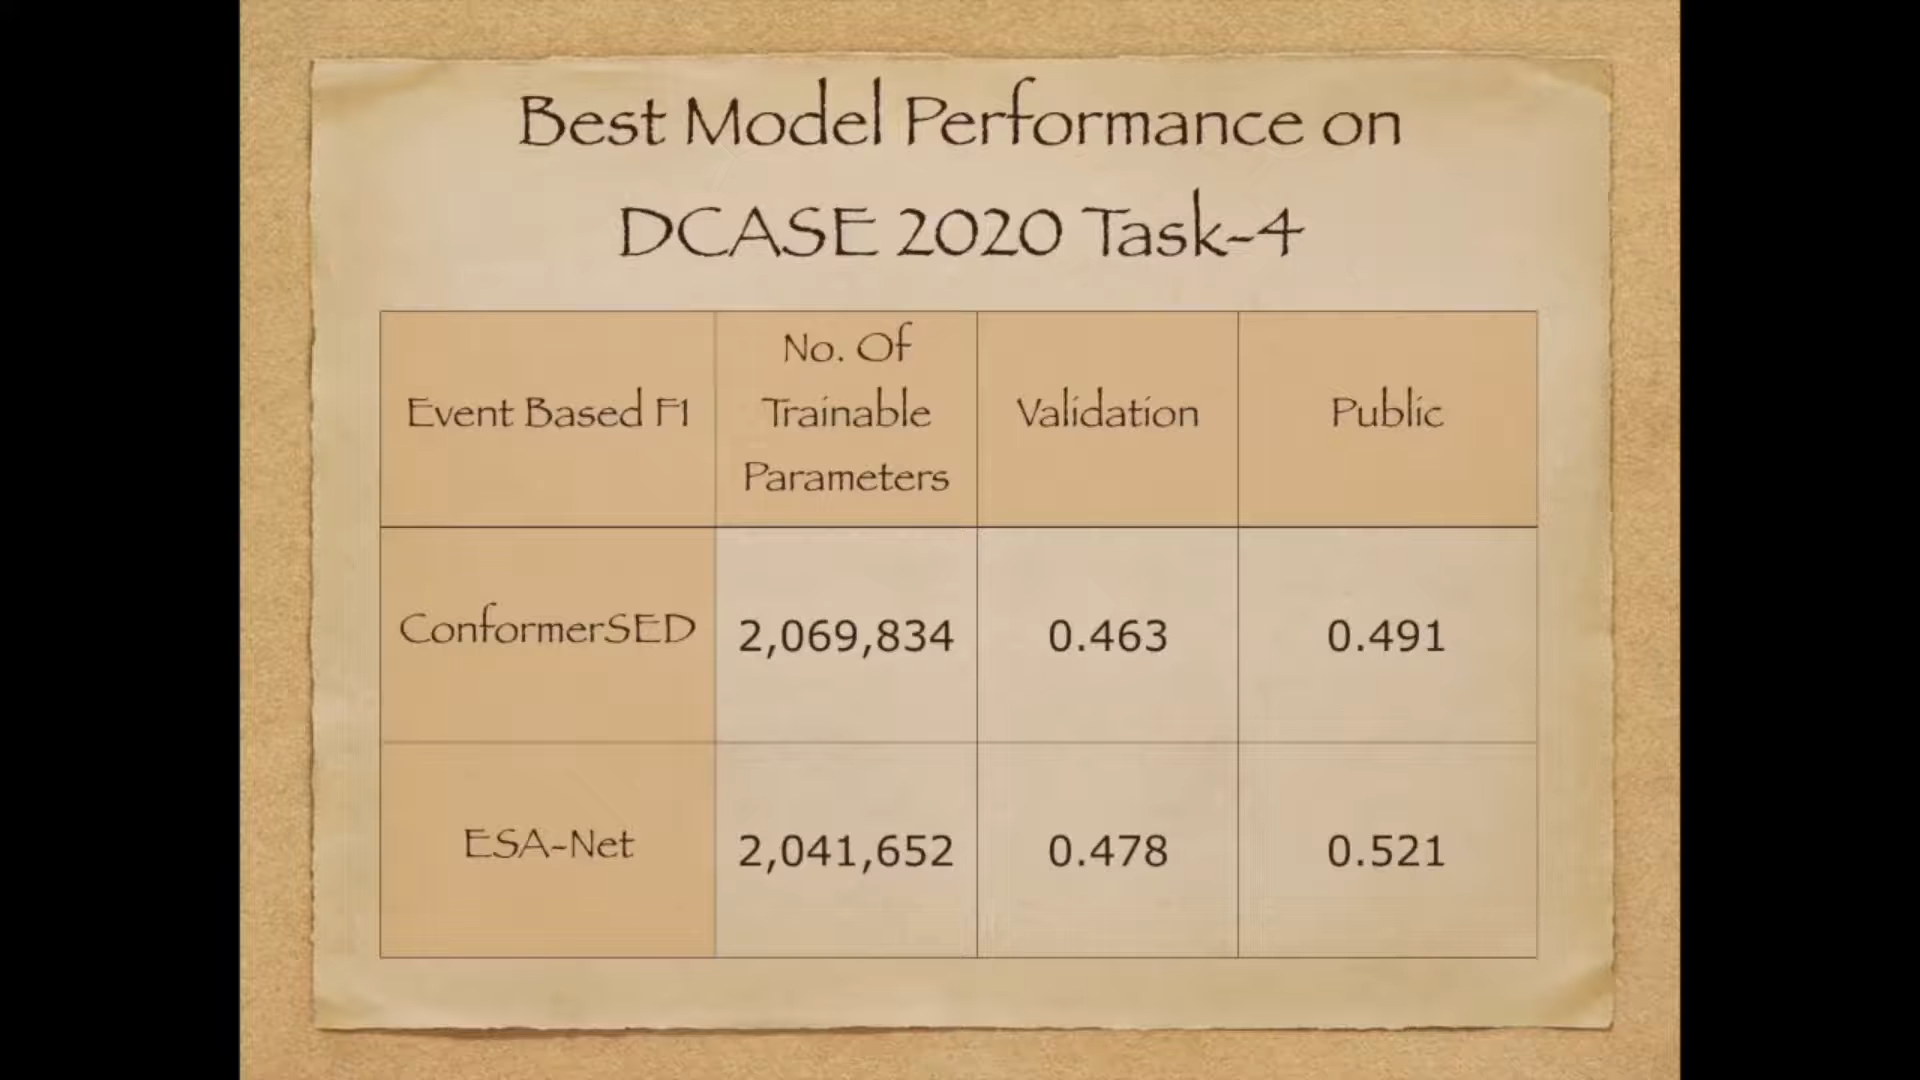 Best Model Performance on
DCASE 2020 Task-4
Event Based F1
No. Of
Trainable
Parameters
Validation
Public
ConformerSED
2,069,834
0.463
0.491
ESA-Net
2,041,652
0.478
0.521